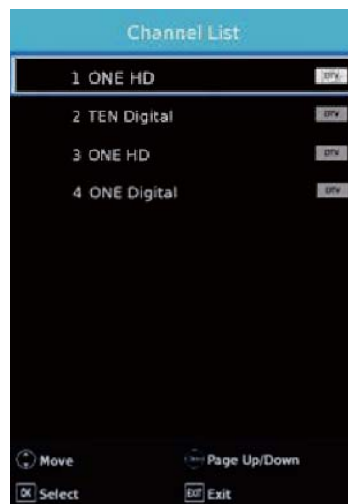 Channel List
1 ONE HD DTV
2 TEN Digital DTV
3 ONE HD DTV
4 ONE Digital DTV
Move Page Up/Down
OK Select EXIT Exit